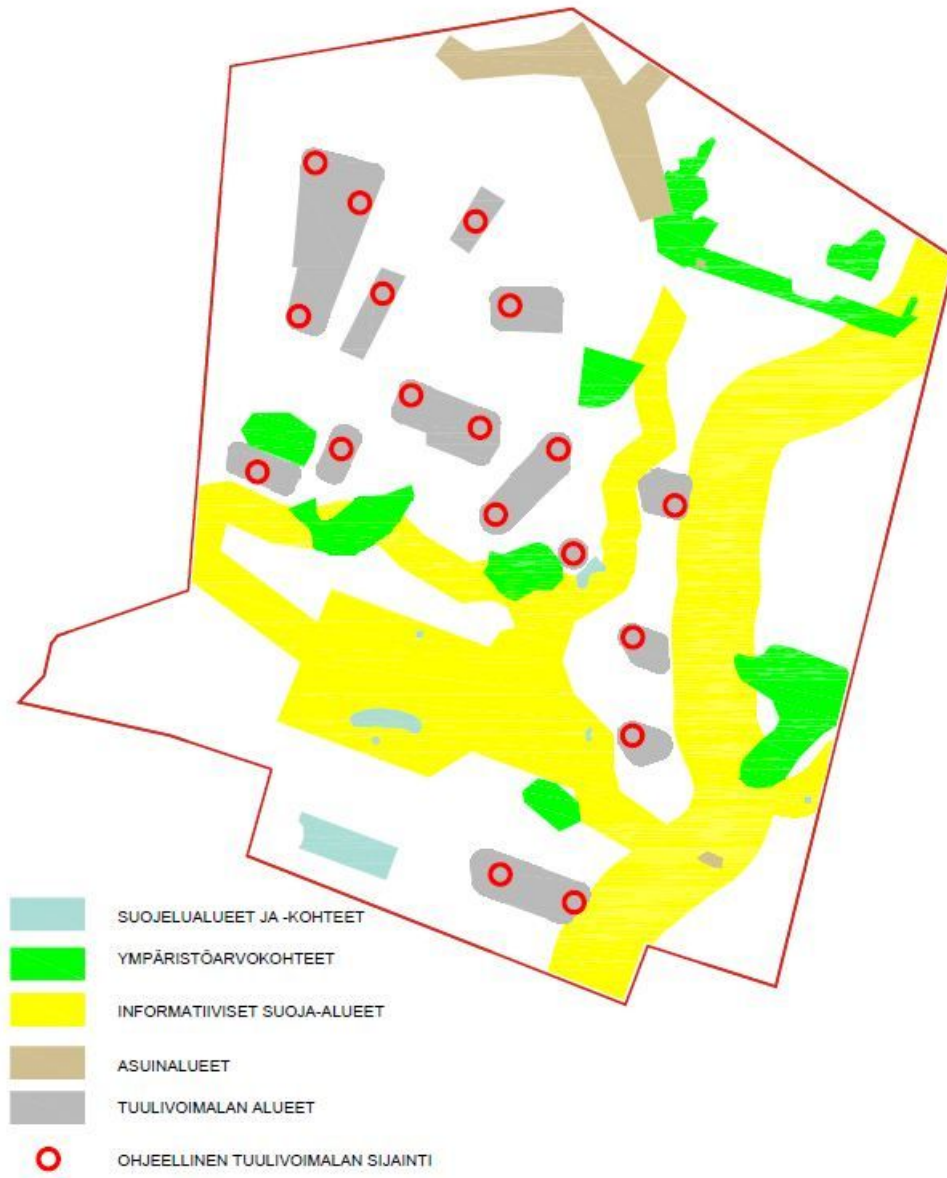 SUOJELUALUEET JA -KOHTEET
YMPÄRISTÖARVOKOHTEET
INFORMATIIVISET SUOJA-ALUEET
ASUINALUEET
TUULIVOIMALAN ALUEET
OHJEELLINEN TUULIVOIMALAN SIJAINTI